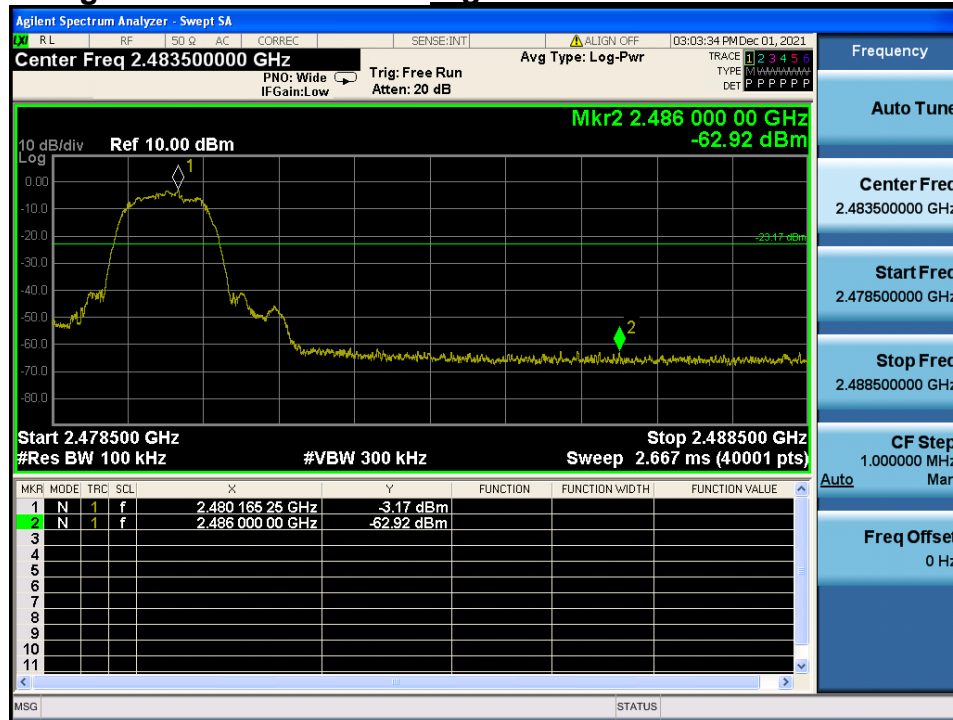 Agilent Spectrum Analyzer - Swept SA
LXI RL RF 50 Ω AC CORREC SENSE:INT ALIGN OFF 03:03:34 PM Dec 01, 2021
Center Freq 2.483500000 GHz
PNO: Wide
IFGain:Low
Trig: Free Run
Atten: 20 dB
Avg Type: Log-Pwr
TRACE 1 2 3 4 5 6
TYPE M WWWWW
DET P P P P P P
Mkr2 2.486 000 00 GHz
-62.92 dBm
10 dB/div Ref 10.00 dBm
Log
1
0.00
-10.0
-20.0
-23.17 dBm
-30.0
-40.0
-50.0
2
-60.0
-70.0
-80.0
Start 2.478500 GHz Stop 2.488500 GHz
#Res BW 100 kHz #VBW 300 kHz Sweep 2.667 ms (40001 pts)
MKR MODE TRC SCL X Y FUNCTION FUNCTION WIDTH FUNCTION VALUE
1 N 1 f 2.480 165 25 GHz -3.17 dBm
2 N 1 f 2.486 000 00 GHz -62.92 dBm
3
4
5
6
7
8
9
10
11
MSG STATUS
Frequency
Auto Tune
Center Freq
2.483500000 GHz
Start Freq
2.478500000 GHz
Stop Freq
2.488500000 GHz
CF Step
1.000000 MHz
Auto Man
Freq Offset
0 Hz